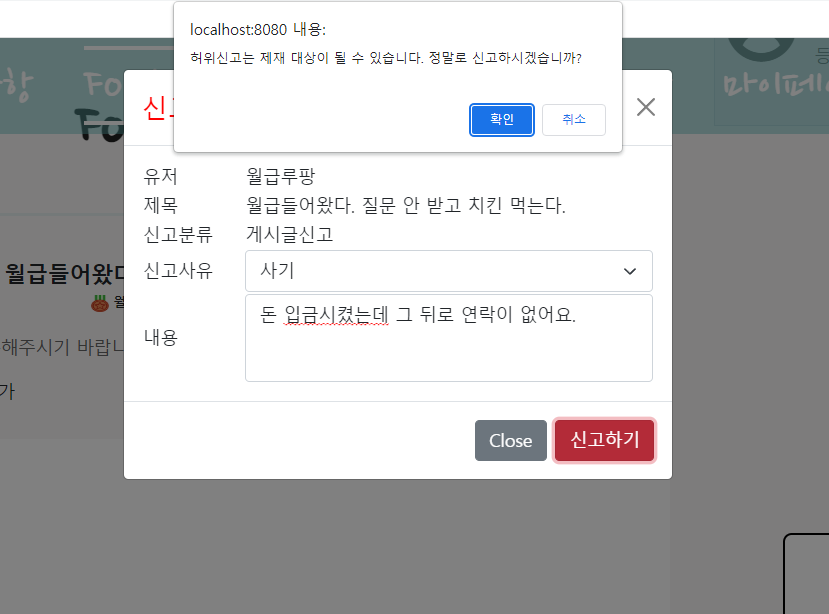 localhost:8080 내용:
허위신고는 제재 대상이 될 수 있습니다. 정말로 신고하시겠습니까?
확인 취소
마이페이
신고
유저 월급루팡
제목 월급들어왔다. 질문 안 받고 치킨 먹는다.
신고분류 게시글신고
신고사유 사기
내용 돈 입금시켰는데 그 뒤로 연락이 없어요.
Close 신고하기
월급들어왔다
월
해주시기 바랍니
가